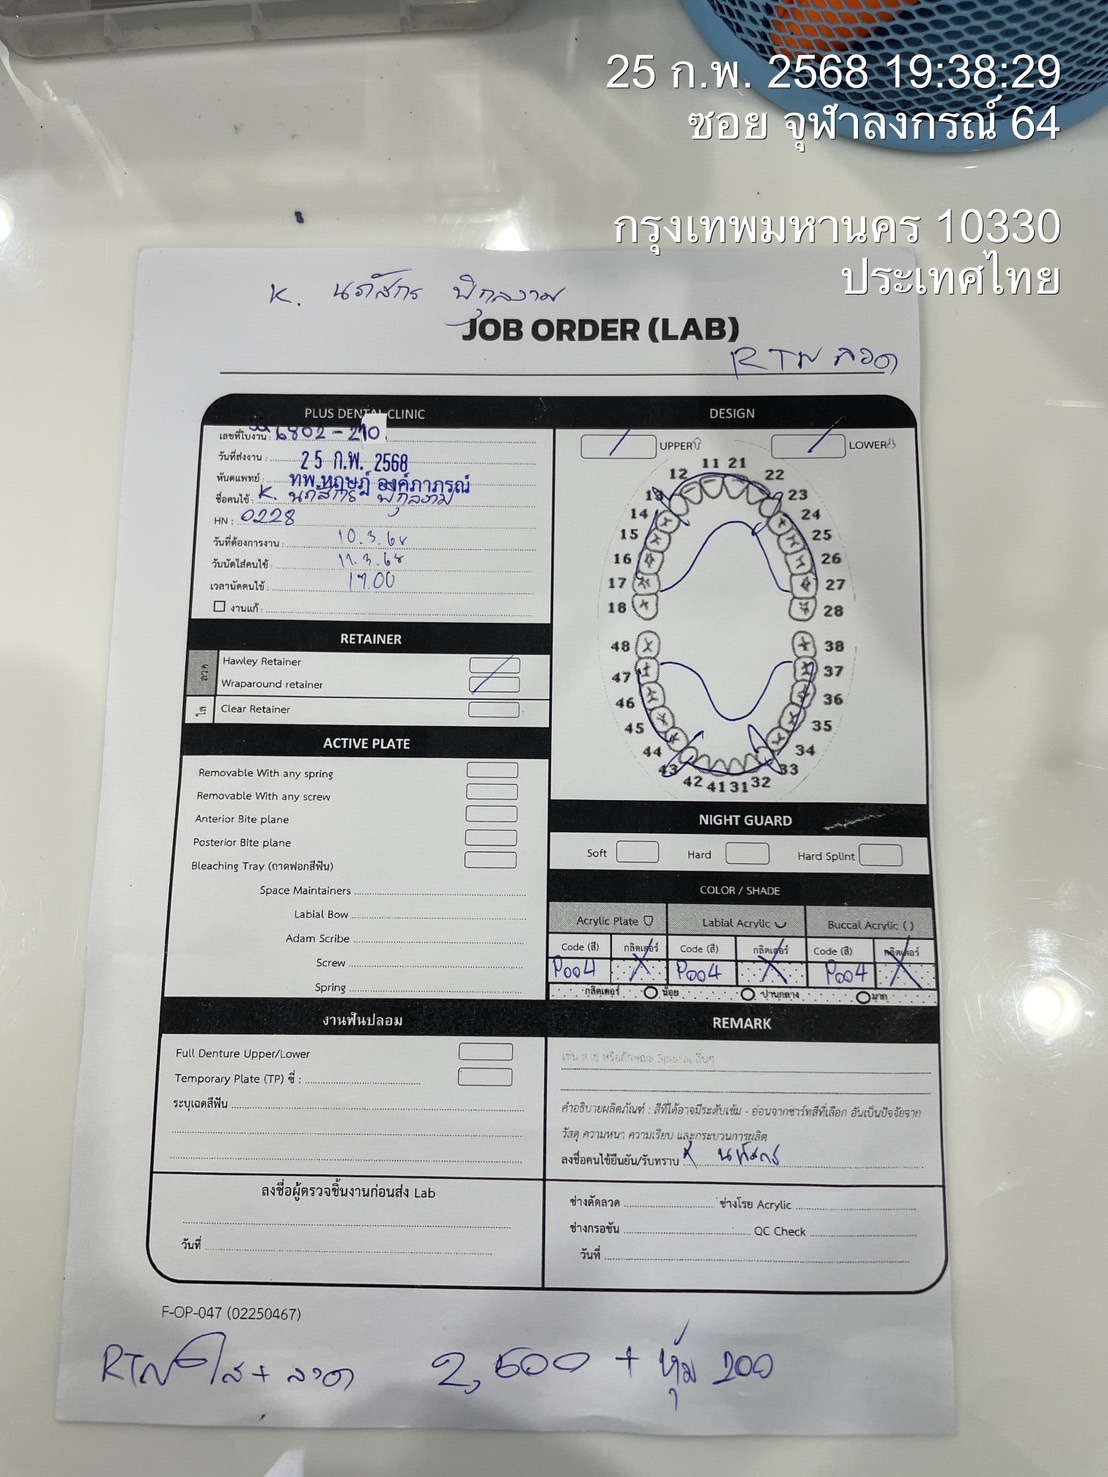 25 ก.พ. 2568 19:38:29
ซอย จุฬาลงกรณ์ 64
กรุงเทพมหานคร 10330
ประเทศไทย
K. นภัสกร พิกุลงาม
JOB ORDER (LAB)
RTN ลวด
PLUS DENTAL CLINIC
เลขที่ใบงาน : 6802-210
วันที่ส่งงาน : 25 ก.พ. 2568
ทันตแพทย์ : ทพ.หฤษฎ์ องค์ภาภรณ์
ชื่อคนไข้ : K. นภัสกร พิกุลงาม
HN : 0228
วันที่ต้องการงาน : 10.3.68
วันนัดใส่คนไข้ : 11.3.68
เวลานัดคนไข้ : 17.00
งานแก้ :
DESIGN
UPPER
LOWER
11 21
12 22
13 23
14 24
15 25
16 26
17 27
18 28
48 38
47 37
46 36
45 35
44 34
43 33
42 41 31 32
RETAINER
ลวด
Hawley Retainer
Wraparound retainer
ใส
Clear Retainer
ACTIVE PLATE
Removable With any spring
Removable With any screw
Anterior Bite plane
Posterior Bite plane
Bleaching Tray (ถาดฟอกสีฟัน)
Space Maintainers
Labial Bow
Adam Scribe
Screw
Spring
NIGHT GUARD
Soft Hard Hard Splint
COLOR / SHADE
Acrylic Plate Labial Acrylic Buccal Acrylic ()
Code (สี) กลิตเตอร์ Code (สี) กลิตเตอร์ Code (สี) กลิตเตอร์
P004 X P004 X P004 X
กลิตเตอร์ น้อย ปานกลาง มาก
งานฟันปลอม
Full Denture Upper/Lower
Temporary Plate (TP) ซี่ :
ระบุเฉดสีฟัน
REMARK
เช่น ลาย หรือลักษณะ Special อื่นๆ
คำอธิบายผลิตภัณฑ์ : สีที่ได้อาจมีระดับเข้ม - อ่อนจากชาร์ทสีที่เลือก อันเป็นปัจจัยจาก
วัสดุ ความหนา ความเรียบ และกระบวนการผลิต
ลงชื่อคนไข้ยืนยัน/รับทราบ X นภัสกร
ลงชื่อผู้ตรวจชิ้นงานก่อนส่ง Lab
วันที่
ช่างดัดลวด ช่างโรย Acrylic
ช่างกรอขัน QC Check
วันที่
F-OP-047 (02250467)
RTN ใส + ลวด 2,500 + หุ้ม 200